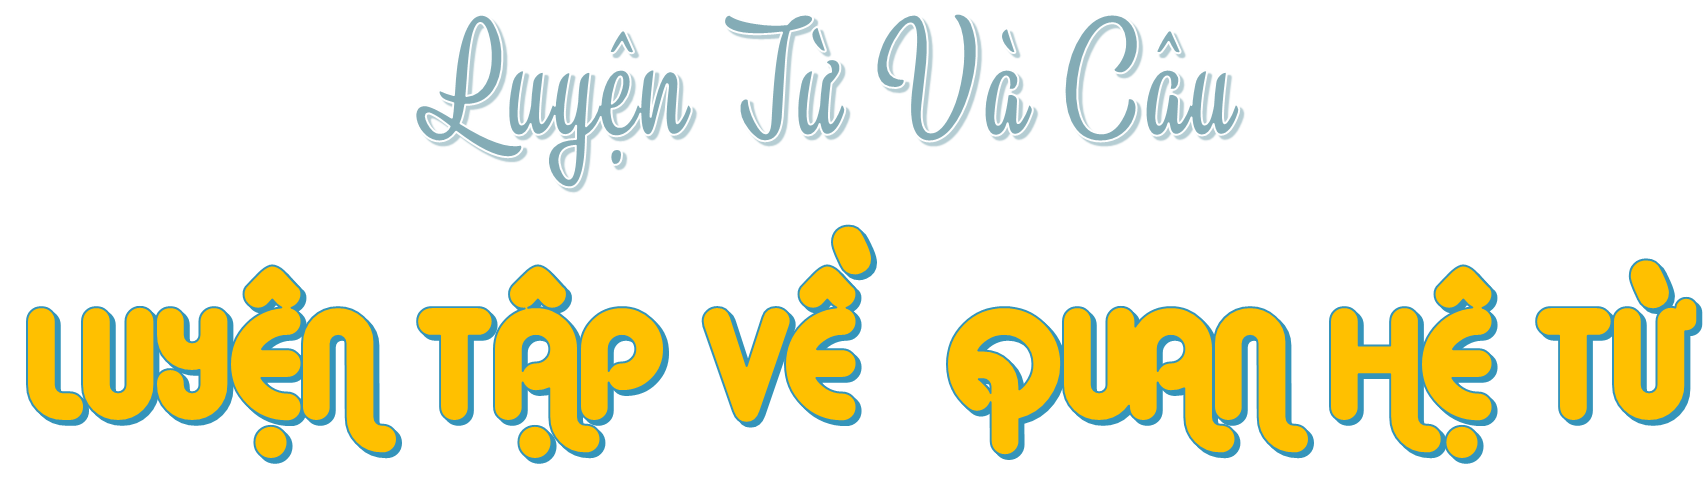 Luyện Từ Và Câu
LUYỆN TẬP VỀ QUAN HỆ TỪ